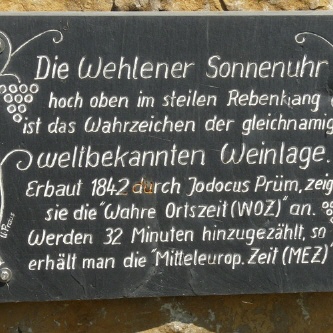 Die Wehlener Sonnenuhr
hoch oben im steilen Rebenhang
ist das Wahrzeichen der gleichnamig
weltbekannten Weinlage.
Erbaut 1842 durch Jodocus Prüm, zeig
sie die "Wahre Ortszeit (WOZ)" an.
Werden 32 Minuten hinzugezählt, so
erhält man die "Mitteleurop. Zeit (MEZ)"